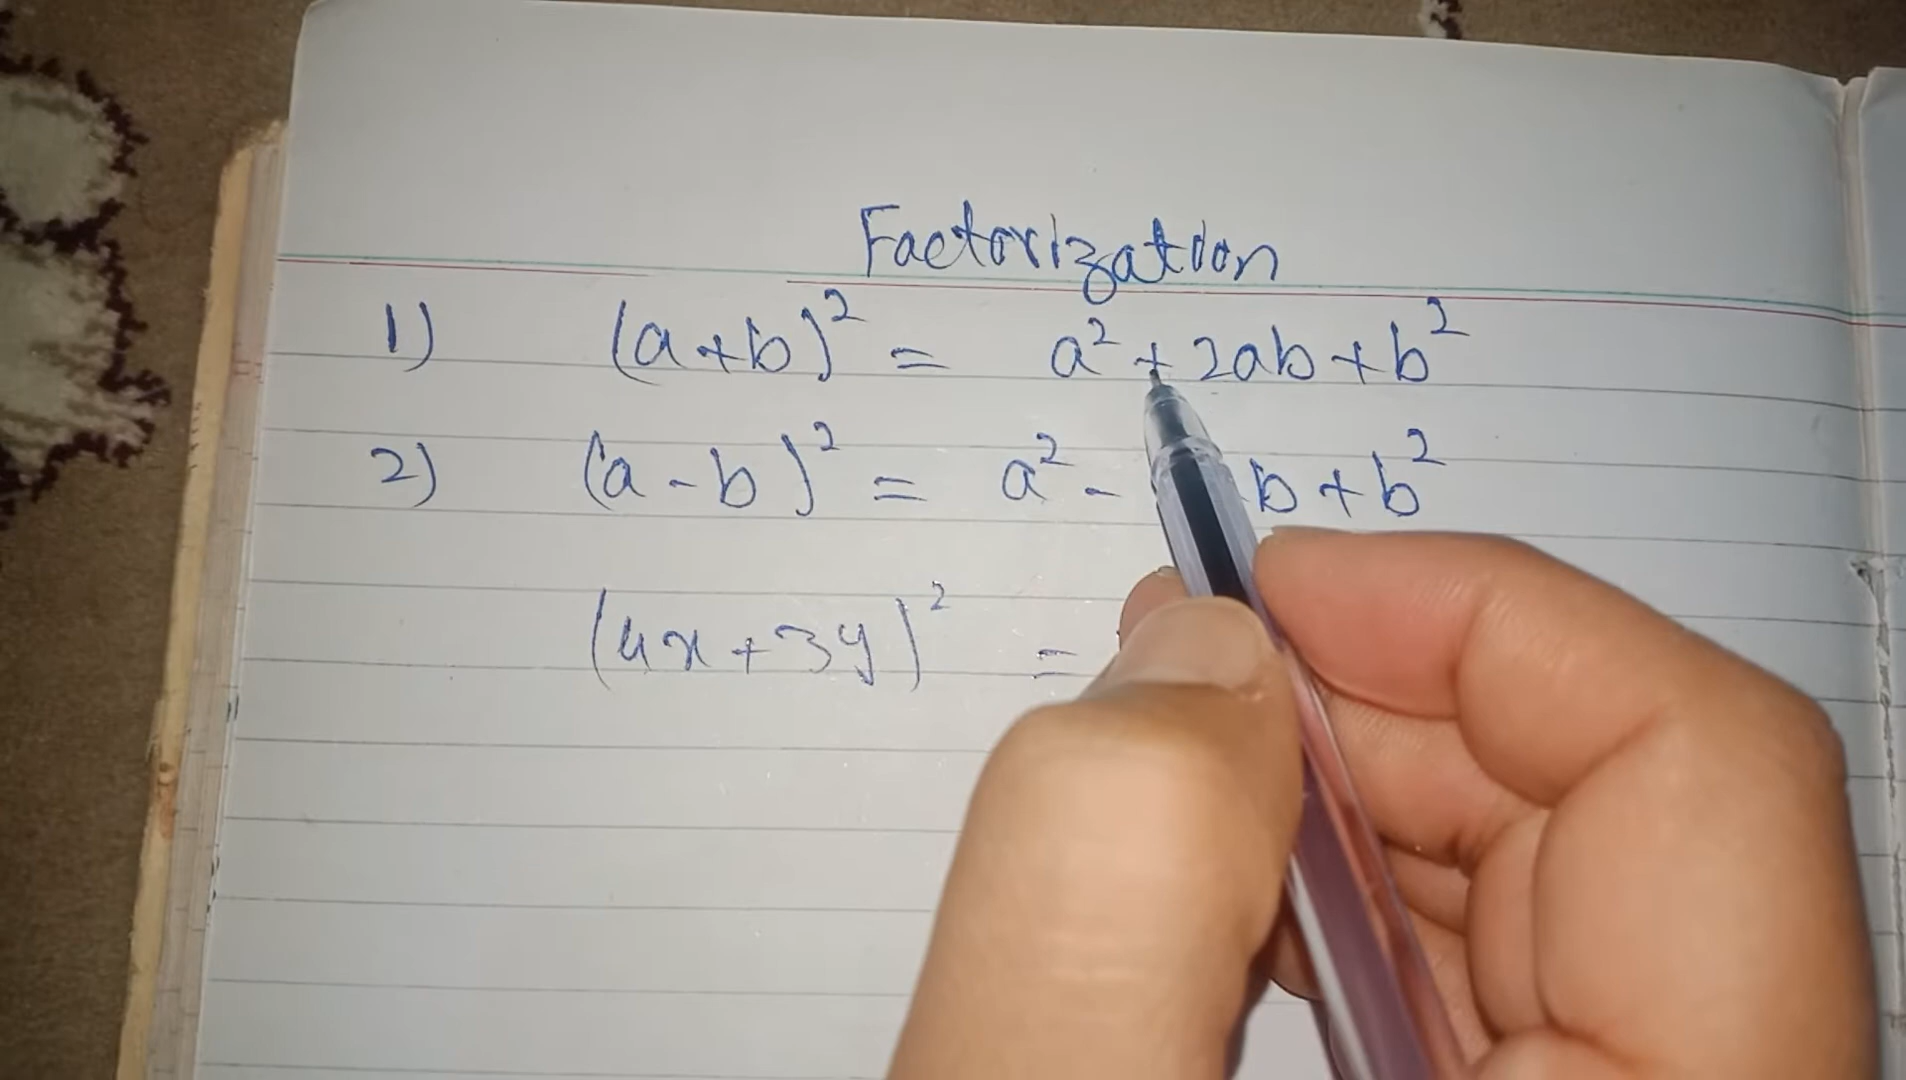 Factorization
1) (a+b)² = a² + 2ab + b²
2) (a - b)² = a² - b + b²
(4x + 3y)² =